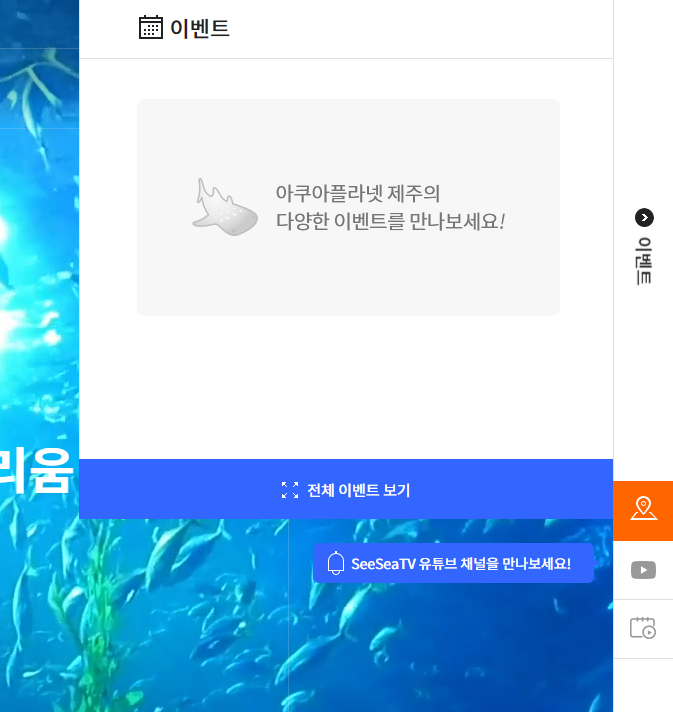 이벤트
아쿠아플라넷 제주의
다양한 이벤트를 만나보세요!
이벤트
리움
전체 이벤트 보기
SeeSeaTV 유튜브 채널을 만나보세요!